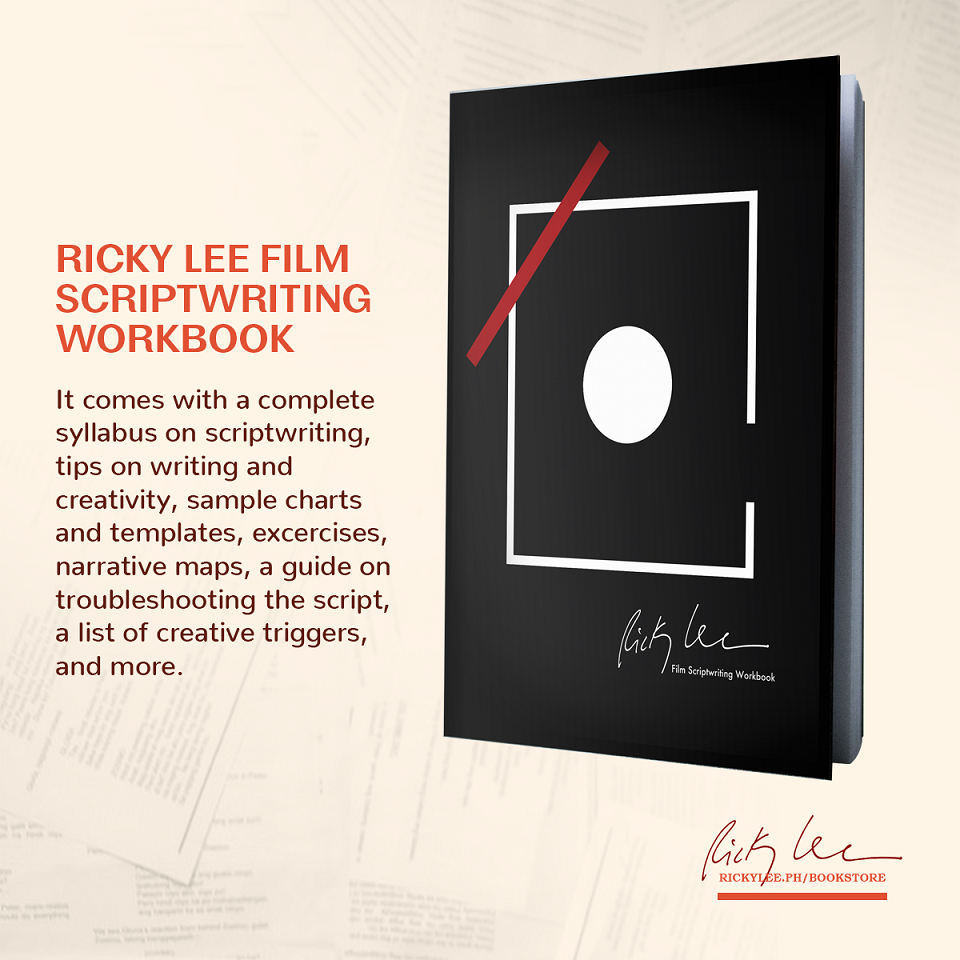 RICKY LEE FILM
SCRIPTWRITING
WORKBOOK
It comes with a complete
syllabus on scriptwriting,
tips on writing and
creativity, sample charts
and templates, excercises,
narrative maps, a guide on
troubleshooting the script,
a list of creative triggers,
and more.
Ricky Lee
Film Scriptwriting Workbook
Ricky Lee
RICKYLEE.PH/BOOKSTORE